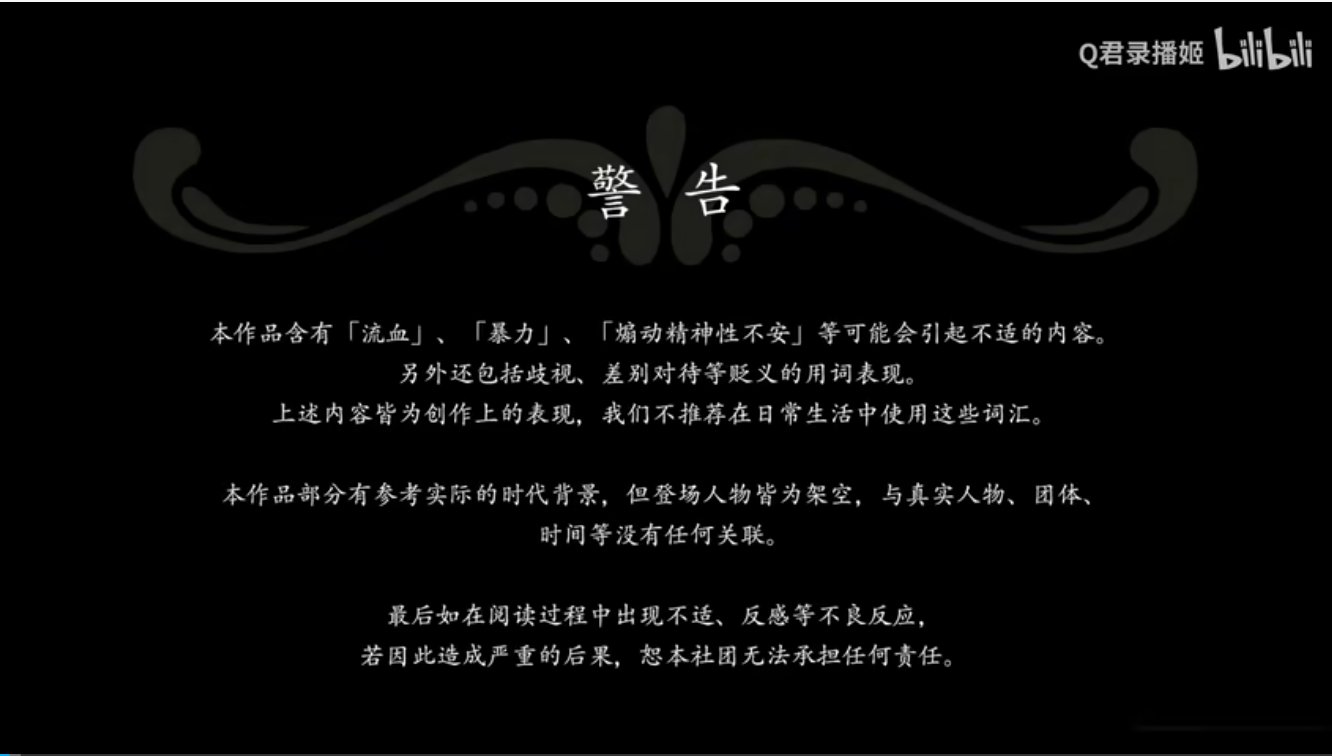 Q君录播姬 bilibili
警告
本作品含有「流血」、「暴力」、「煽动精神性不安」等可能会引起不适的内容。
另外还包括歧视、差别对待等贬义的用词表现。
上述内容皆为创作上的表现，我们不推荐在日常生活中使用这些词汇。
本作品部分有参考实际的时代背景，但登场人物皆为架空，与真实人物、团体、
时间等没有任何关联。
最后如在阅读过程中出现不适、反感等不良反应，
若因此造成严重的后果，恕本社团无法承担任何责任。